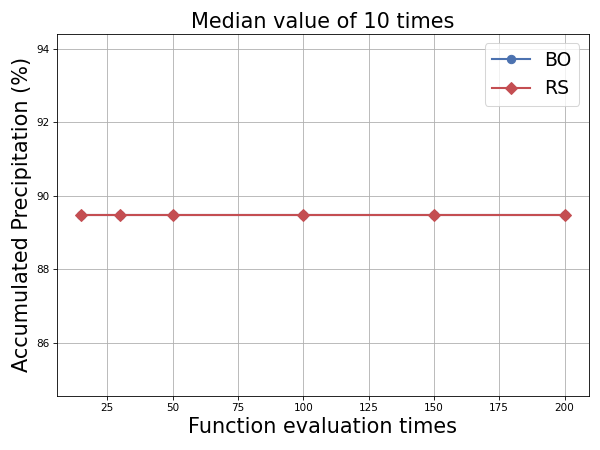 Median value of 10 times
Accumulated Precipitation (%)
94
92
90
88
86
BO
RS
25 50 75 100 125 150 175 200
Function evaluation times